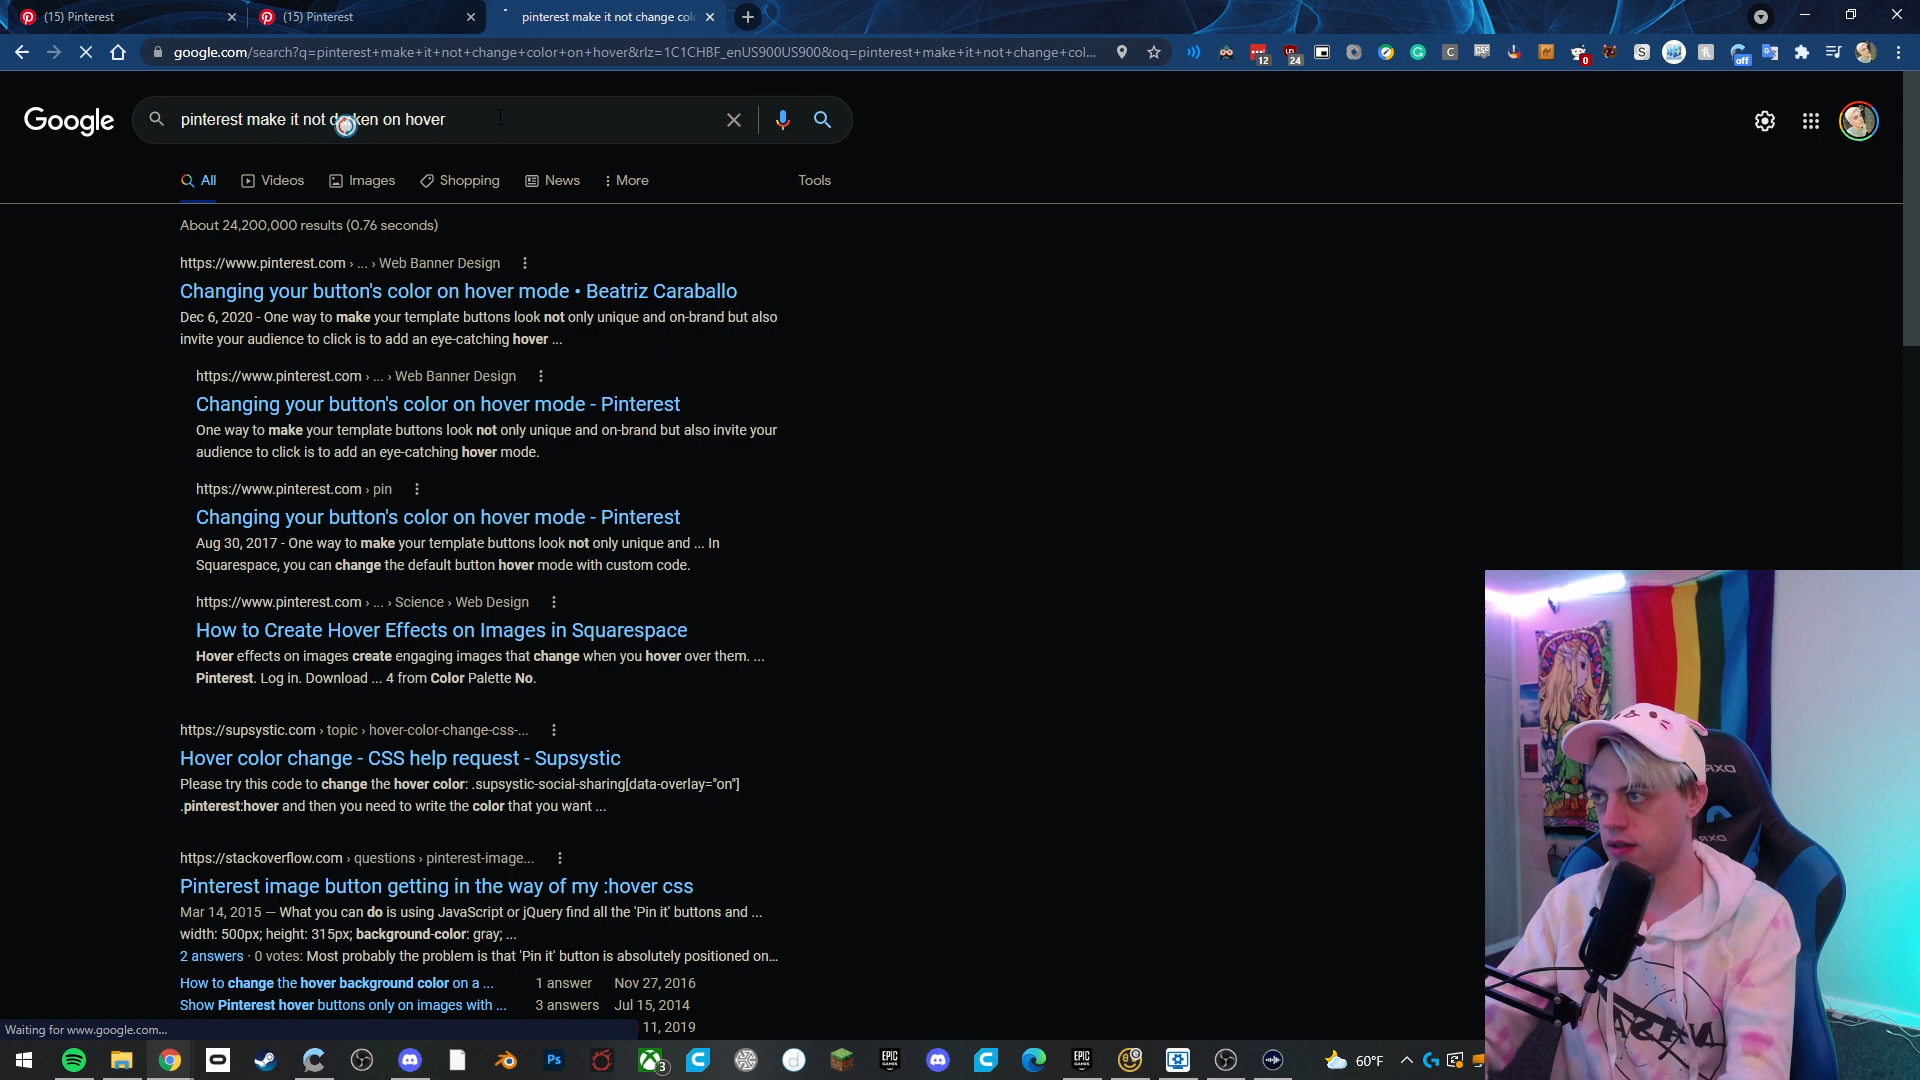 (15) Pinterest
(15) Pinterest
pinterest make it not change col
google.com/search?q=pinterest+make+it+not+change+color+on+hover&rlz=1C1CHBF_enUS900US900&oq=pinterest+make+it+not+change+col...
12
24
0
off
Google
pinterest make it not darken on hover
All
Videos
Images
Shopping
News
More
Tools
About 24,200,000 results (0.76 seconds)
https://www.pinterest.com › ... › Web Banner Design
Changing your button's color on hover mode • Beatriz Caraballo
Dec 6, 2020 - One way to make your template buttons look not only unique and on-brand but also
invite your audience to click is to add an eye-catching hover ...
https://www.pinterest.com › ... › Web Banner Design
Changing your button's color on hover mode - Pinterest
One way to make your template buttons look not only unique and on-brand but also invite your
audience to click is to add an eye-catching hover mode.
https://www.pinterest.com › pin
Changing your button's color on hover mode - Pinterest
Aug 30, 2017 - One way to make your template buttons look not only unique and ... In
Squarespace, you can change the default button hover mode with custom code.
https://www.pinterest.com › ... › Science › Web Design
How to Create Hover Effects on Images in Squarespace
Hover effects on images create engaging images that change when you hover over them. ...
Pinterest. Log in. Download ... 4 from Color Palette No.
https://supsystic.com › topic › hover-color-change-css-...
Hover color change - CSS help request - Supsystic
Please try this code to change the hover color: .supsystic-social-sharing[data-overlay="on"]
.pinterest:hover and then you need to write the color that you want ...
https://stackoverflow.com › questions › pinterest-image...
Pinterest image button getting in the way of my :hover css
Mar 14, 2015 — What you can do is using JavaScript or jQuery find all the 'Pin it' buttons and ...
width: 500px; height: 315px; background-color: gray; ...
2 answers · 0 votes: Most probably the problem is that 'Pin it' button is absolutely positioned on...
How to change the hover background color on a ... 1 answer Nov 27, 2016
Show Pinterest hover buttons only on images with ... 3 answers Jul 15, 2014
11, 2019
Waiting for www.google.com...
DXRACER
Ps
3
EPIC GAMES
EPIC GAMES
60°F